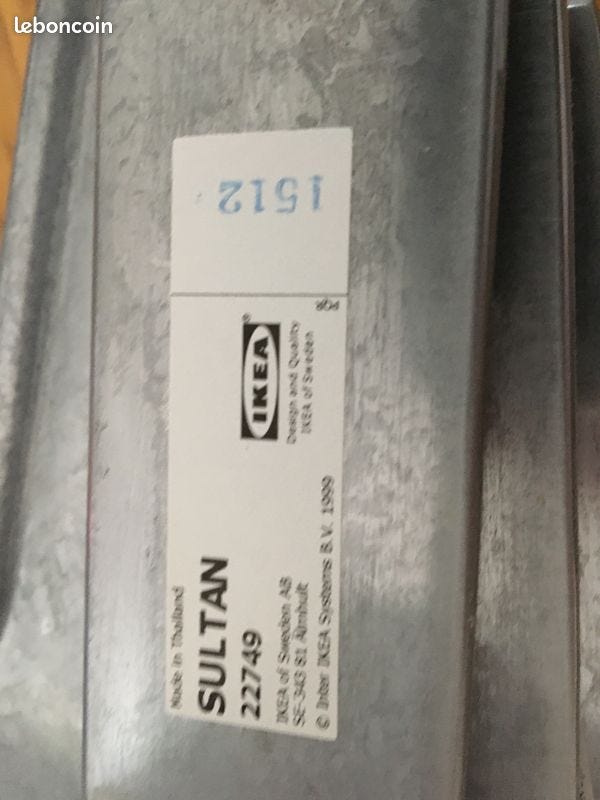 leboncoin
1512
IKEA®
Design and Quality
IKEA of Sweden
Made in Thailand
SULTAN
22749
IKEA of Sweden AB
SE-343 81 Älmhult
© Inter IKEA Systems B.V. 1999